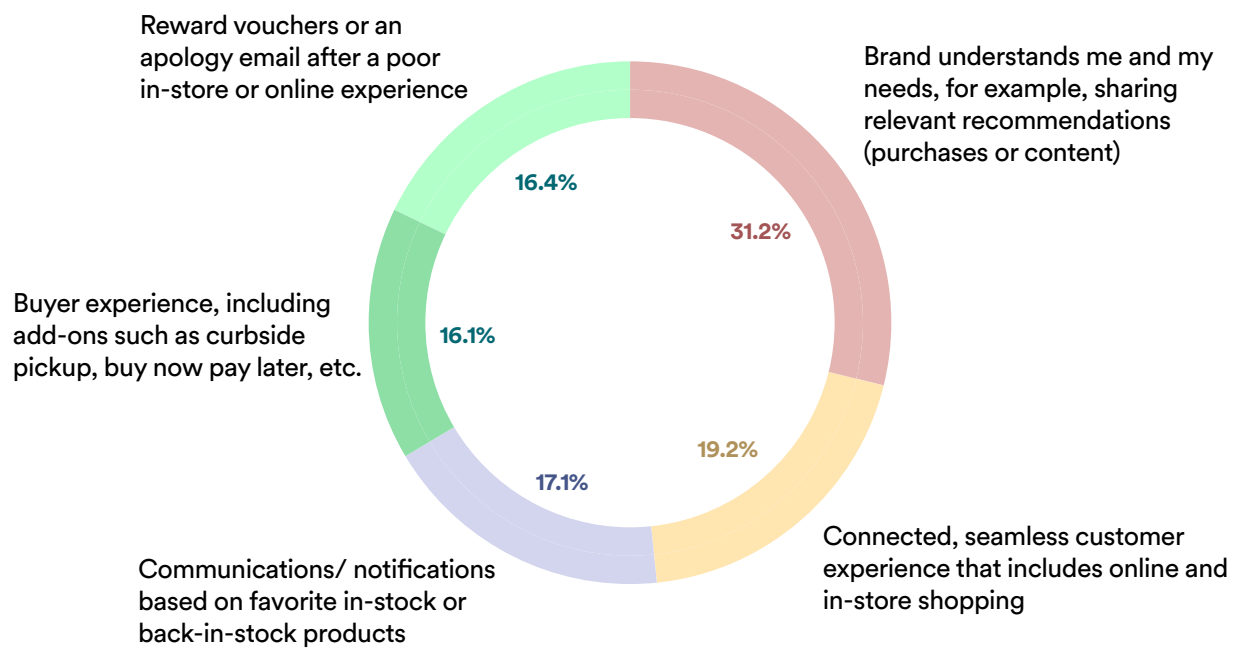 Reward vouchers or an
apology email after a poor
in-store or online experience
Brand understands me and my
needs, for example, sharing
relevant recommendations
(purchases or content)
16.4%
31.2%
Buyer experience, including
add-ons such as curbside
pickup, buy now pay later, etc.
16.1%
19.2%
17.1%
Connected, seamless customer
experience that includes online and
in-store shopping
Communications/ notifications
based on favorite in-stock or
back-in-stock products